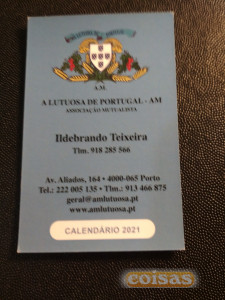 A.M.
A LUTUOSA DE PORTUGAL - AM
ASSOCIAÇÃO MUTUALISTA
Ildebrando Teixeira
Tlm. 918 285 566
Av. Aliados, 164 • 4000-065 Porto
Tel.: 222 005 135 • Tlm.: 913 466 875
geral@amlutuosa.pt
www.amlutuosa.pt
CALENDÁRIO 2021
coisas